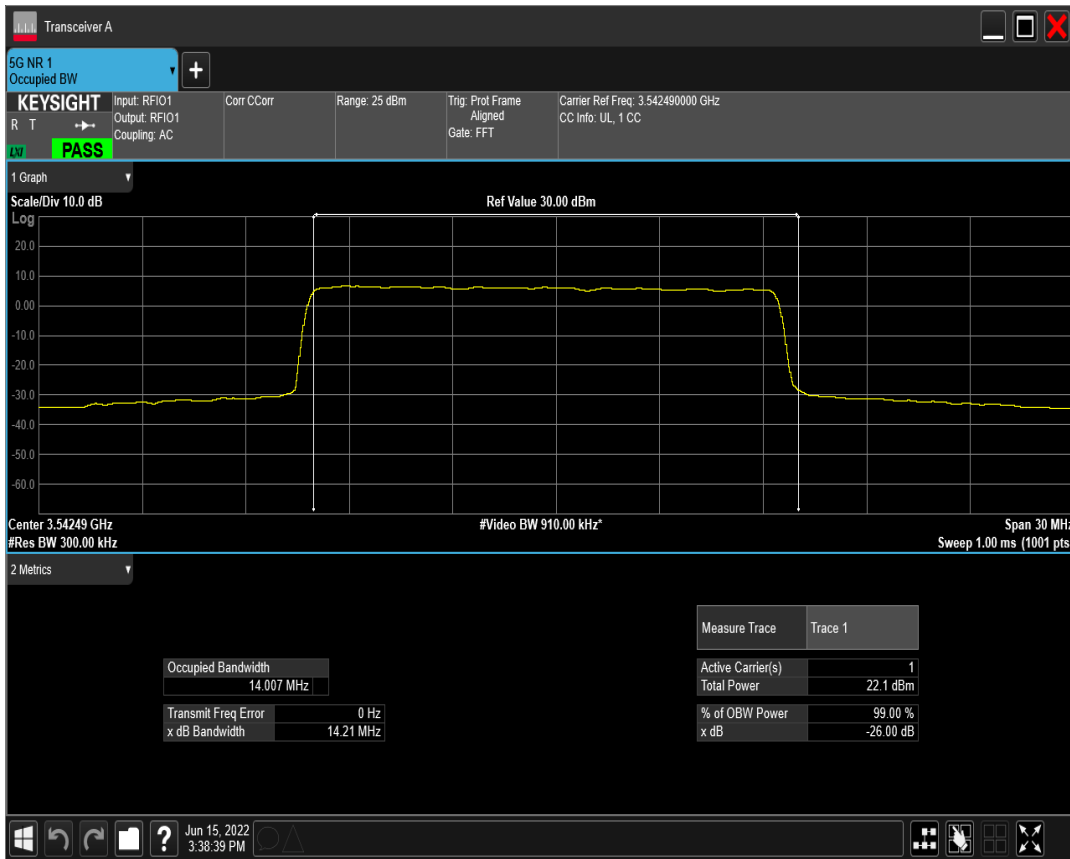 Transceiver A
5G NR 1
Occupied BW
+
KEYSIGHT
R T
LXI
PASS
Input: RFIO1
Output: RFIO1
Coupling: AC
Corr CCorr
Range: 25 dBm
Trig: Prot Frame
Aligned
Gate: FFT
Carrier Ref Freq: 3.542490000 GHz
CC Info: UL, 1 CC
1 Graph
Scale/Div 10.0 dB
Ref Value 30.00 dBm
Log
20.0
10.0
0.00
-10.0
-20.0
-30.0
-40.0
-50.0
-60.0
Center 3.54249 GHz
#Video BW 910.00 kHz*
Span 30 MHz
#Res BW 300.00 kHz
Sweep 1.00 ms (1001 pts
2 Metrics
Measure Trace Trace 1
Occupied Bandwidth
14.007 MHz
Active Carrier(s) 1
Total Power 22.1 dBm
Transmit Freq Error 0 Hz
x dB Bandwidth 14.21 MHz
% of OBW Power 99.00 %
x dB -26.00 dB
?
Jun 15, 2022
3:38:39 PM